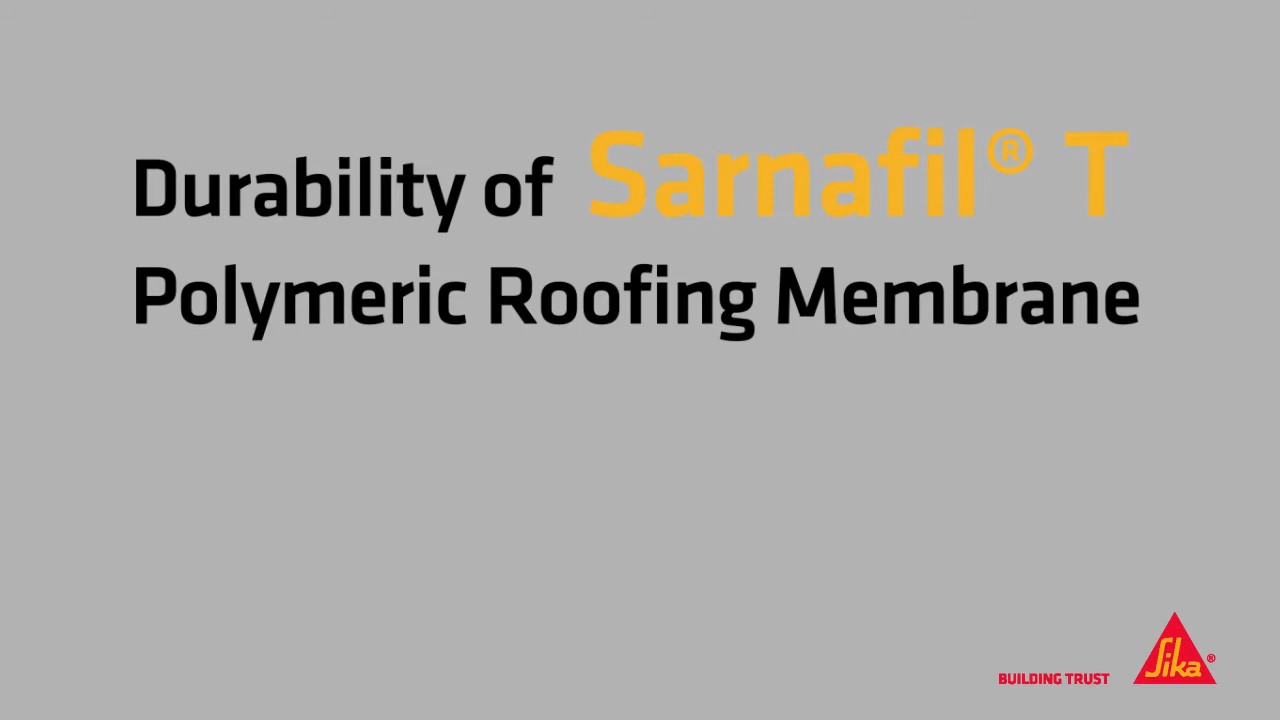 Durability of Sarnafil® T
Polymeric Roofing Membrane
BUILDING TRUST
Sika®